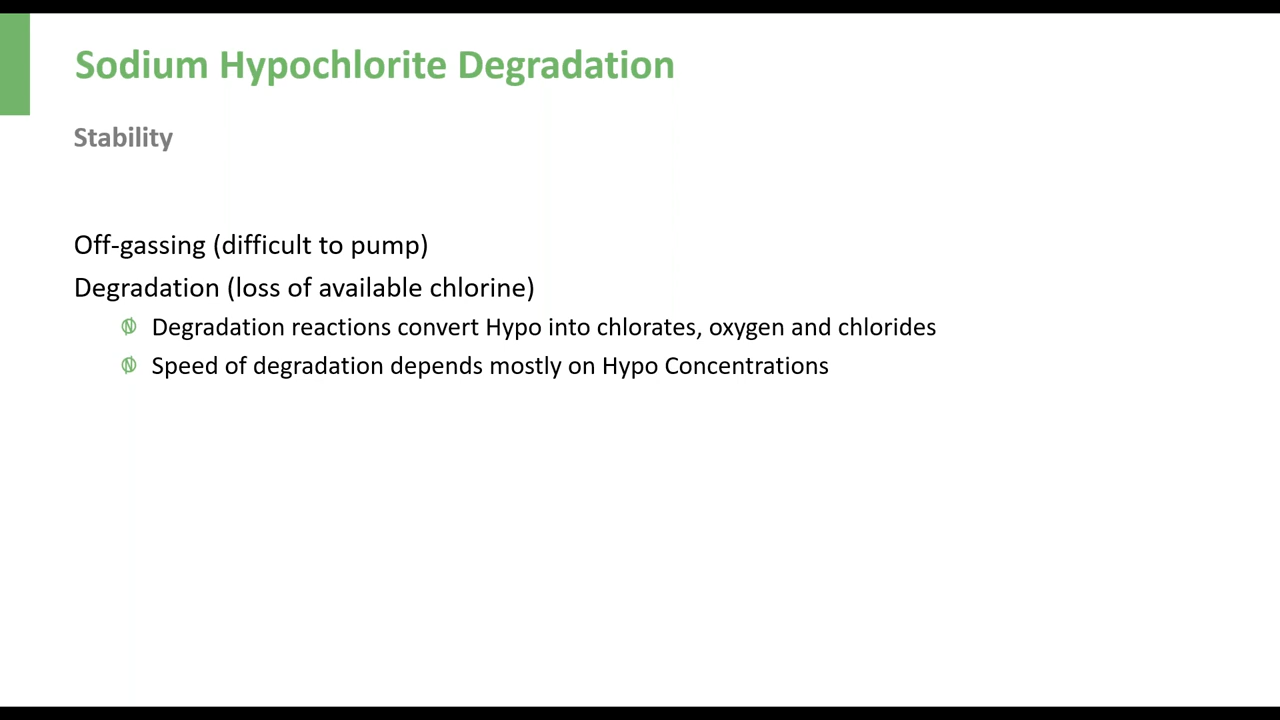 Sodium Hypochlorite Degradation
Stability
Off-gassing (difficult to pump)
Degradation (loss of available chlorine)
Degradation reactions convert Hypo into chlorates, oxygen and chlorides
Speed of degradation depends mostly on Hypo Concentrations